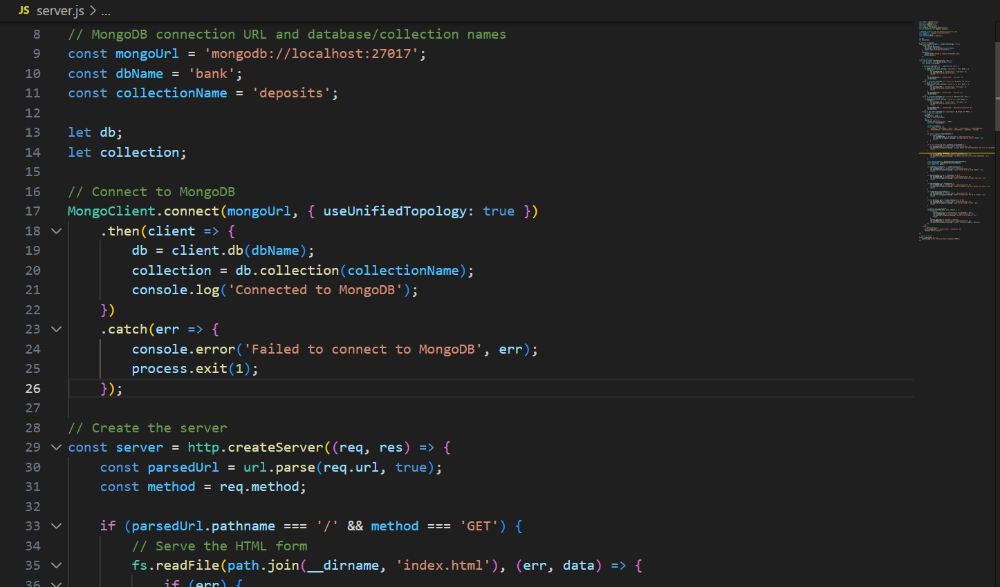 JS server.js > ...
8 // MongoDB connection URL and database/collection names
9 const mongoUrl = 'mongodb://localhost:27017';
10 const dbName = 'bank';
11 const collectionName = 'deposits';
12
13 let db;
14 let collection;
15
16 // Connect to MongoDB
17 MongoClient.connect(mongoUrl, { useUnifiedTopology: true })
18     .then(client => {
19         db = client.db(dbName);
20         collection = db.collection(collectionName);
21         console.log('Connected to MongoDB');
22     })
23     .catch(err => {
24         console.error('Failed to connect to MongoDB', err);
25         process.exit(1);
26     });
27
28 // Create the server
29 const server = http.createServer((req, res) => {
30     const parsedUrl = url.parse(req.url, true);
31     const method = req.method;
32
33     if (parsedUrl.pathname === '/' && method === 'GET') {
34         // Serve the HTML form
35         fs.readFile(path.join(__dirname, 'index.html'), (err, data) => {
36             if (err) {